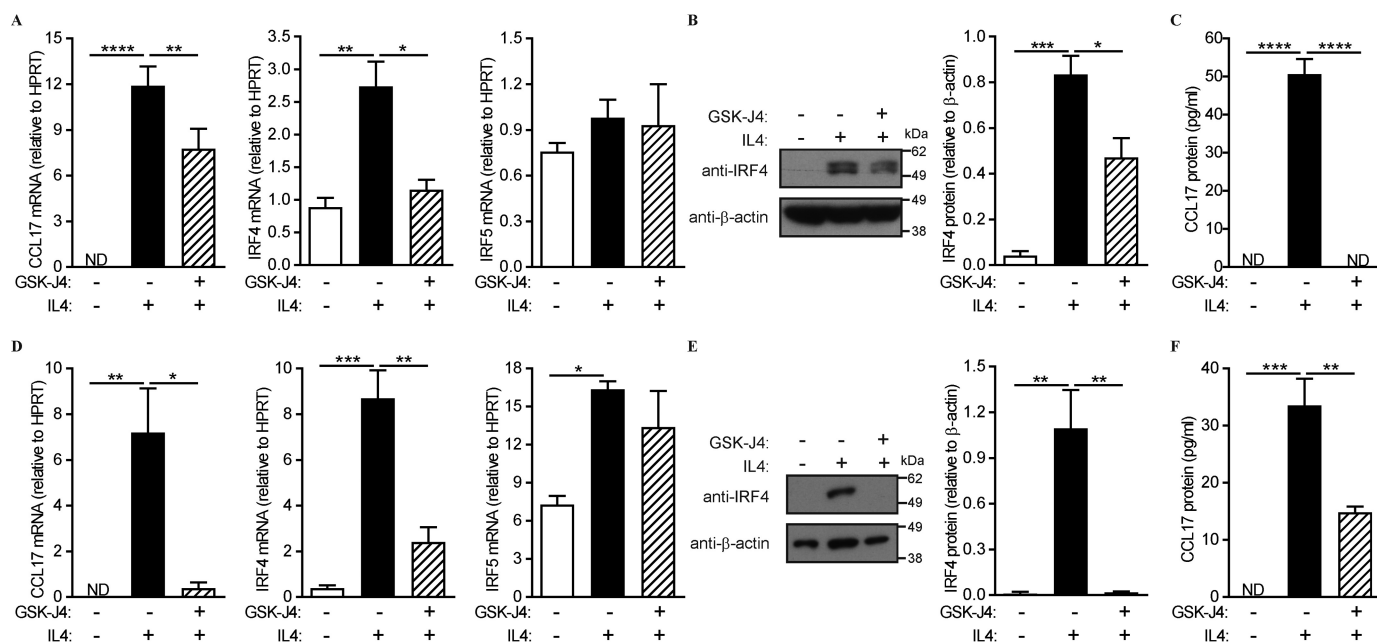 A
CCL17 mRNA (relative to HPRT)
15
12
9
6
3
0
**** **
ND
GSK-J4: - - +
IL4: - + +
IRF4 mRNA (relative to HPRT)
4.0
3.5
3.0
2.5
2.0
1.5
1.0
0.5
0.0
** *
GSK-J4: - - +
IL4: - + +
IRF5 mRNA (relative to HPRT)
1.5
1.2
0.9
0.6
0.3
0.0
GSK-J4: - - +
IL4: - + +
B
GSK-J4: - - +
IL4: - + + kDa
anti-IRF4
62
49
anti-β-actin
49
38
IRF4 protein (relative to β-actin)
1.0
0.8
0.6
0.4
0.2
0.0
*** *
GSK-J4: - - +
IL4: - + +
C
CCL17 protein (pg/ml)
60
50
40
30
20
10
0
**** ****
ND ND
GSK-J4: - - +
IL4: - + +
D
CCL17 mRNA (relative to HPRT)
10
8
6
4
2
0
** *
ND
GSK-J4: - - +
IL4: - + +
IRF4 mRNA (relative to HPRT)
10
8
6
4
2
0
*** **
GSK-J4: - - +
IL4: - + +
IRF5 mRNA (relative to HPRT)
18
15
12
9
6
3
0
*
GSK-J4: - - +
IL4: - + +
E
GSK-J4: - - +
IL4: - + + kDa
anti-IRF4
62
49
anti-β-actin
49
38
IRF4 protein (relative to β-actin)
1.5
1.2
0.9
0.6
0.3
0.0
** **
GSK-J4: - - +
IL4: - + +
F
CCL17 protein (pg/ml)
40
30
20
10
0
*** **
ND
GSK-J4: - - +
IL4: - + +